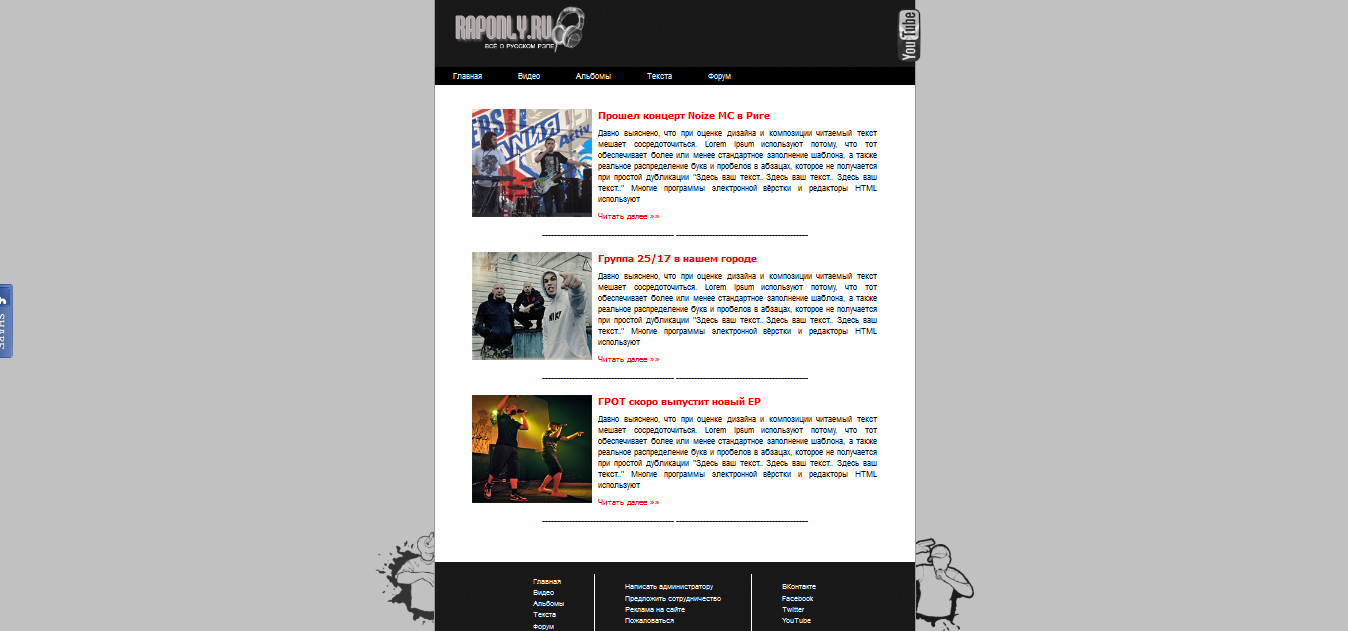 RAPONLY.RU
ВСЁ О РУССКОМ РЭПЕ
YouTube
Главная Видео Альбомы Текста Форум
Прошел концерт Noize MC в Риге
Давно выяснено, что при оценке дизайна и композиции читаемый текст
мешает сосредоточиться. Lorem Ipsum используют потому, что тот
обеспечивает более или менее стандартное заполнение шаблона, а также
реальное распределение букв и пробелов в абзацах, которое не получается
при простой дубликации "Здесь ваш текст.. Здесь ваш текст.. Здесь ваш
текст.." Многие программы электронной вёрстки и редакторы HTML
используют
Читать далее »»
Группа 25/17 в нашем городе
Давно выяснено, что при оценке дизайна и композиции читаемый текст
мешает сосредоточиться. Lorem Ipsum используют потому, что тот
обеспечивает более или менее стандартное заполнение шаблона, а также
реальное распределение букв и пробелов в абзацах, которое не получается
при простой дубликации "Здесь ваш текст.. Здесь ваш текст.. Здесь ваш
текст.." Многие программы электронной вёрстки и редакторы HTML
используют
Читать далее »»
ГРОТ скоро выпустит новый EP
Давно выяснено, что при оценке дизайна и композиции читаемый текст
мешает сосредоточиться. Lorem Ipsum используют потому, что тот
обеспечивает более или менее стандартное заполнение шаблона, а также
реальное распределение букв и пробелов в абзацах, которое не получается
при простой дубликации "Здесь ваш текст.. Здесь ваш текст.. Здесь ваш
текст.." Многие программы электронной вёрстки и редакторы HTML
используют
Читать далее »»
SHARE
Главная
Видео
Альбомы
Текста
Форум
Написать администратору
Предложить сотрудничество
Реклама на сайте
Пожаловаться
ВКонтакте
Facebook
Twitter
YouTube